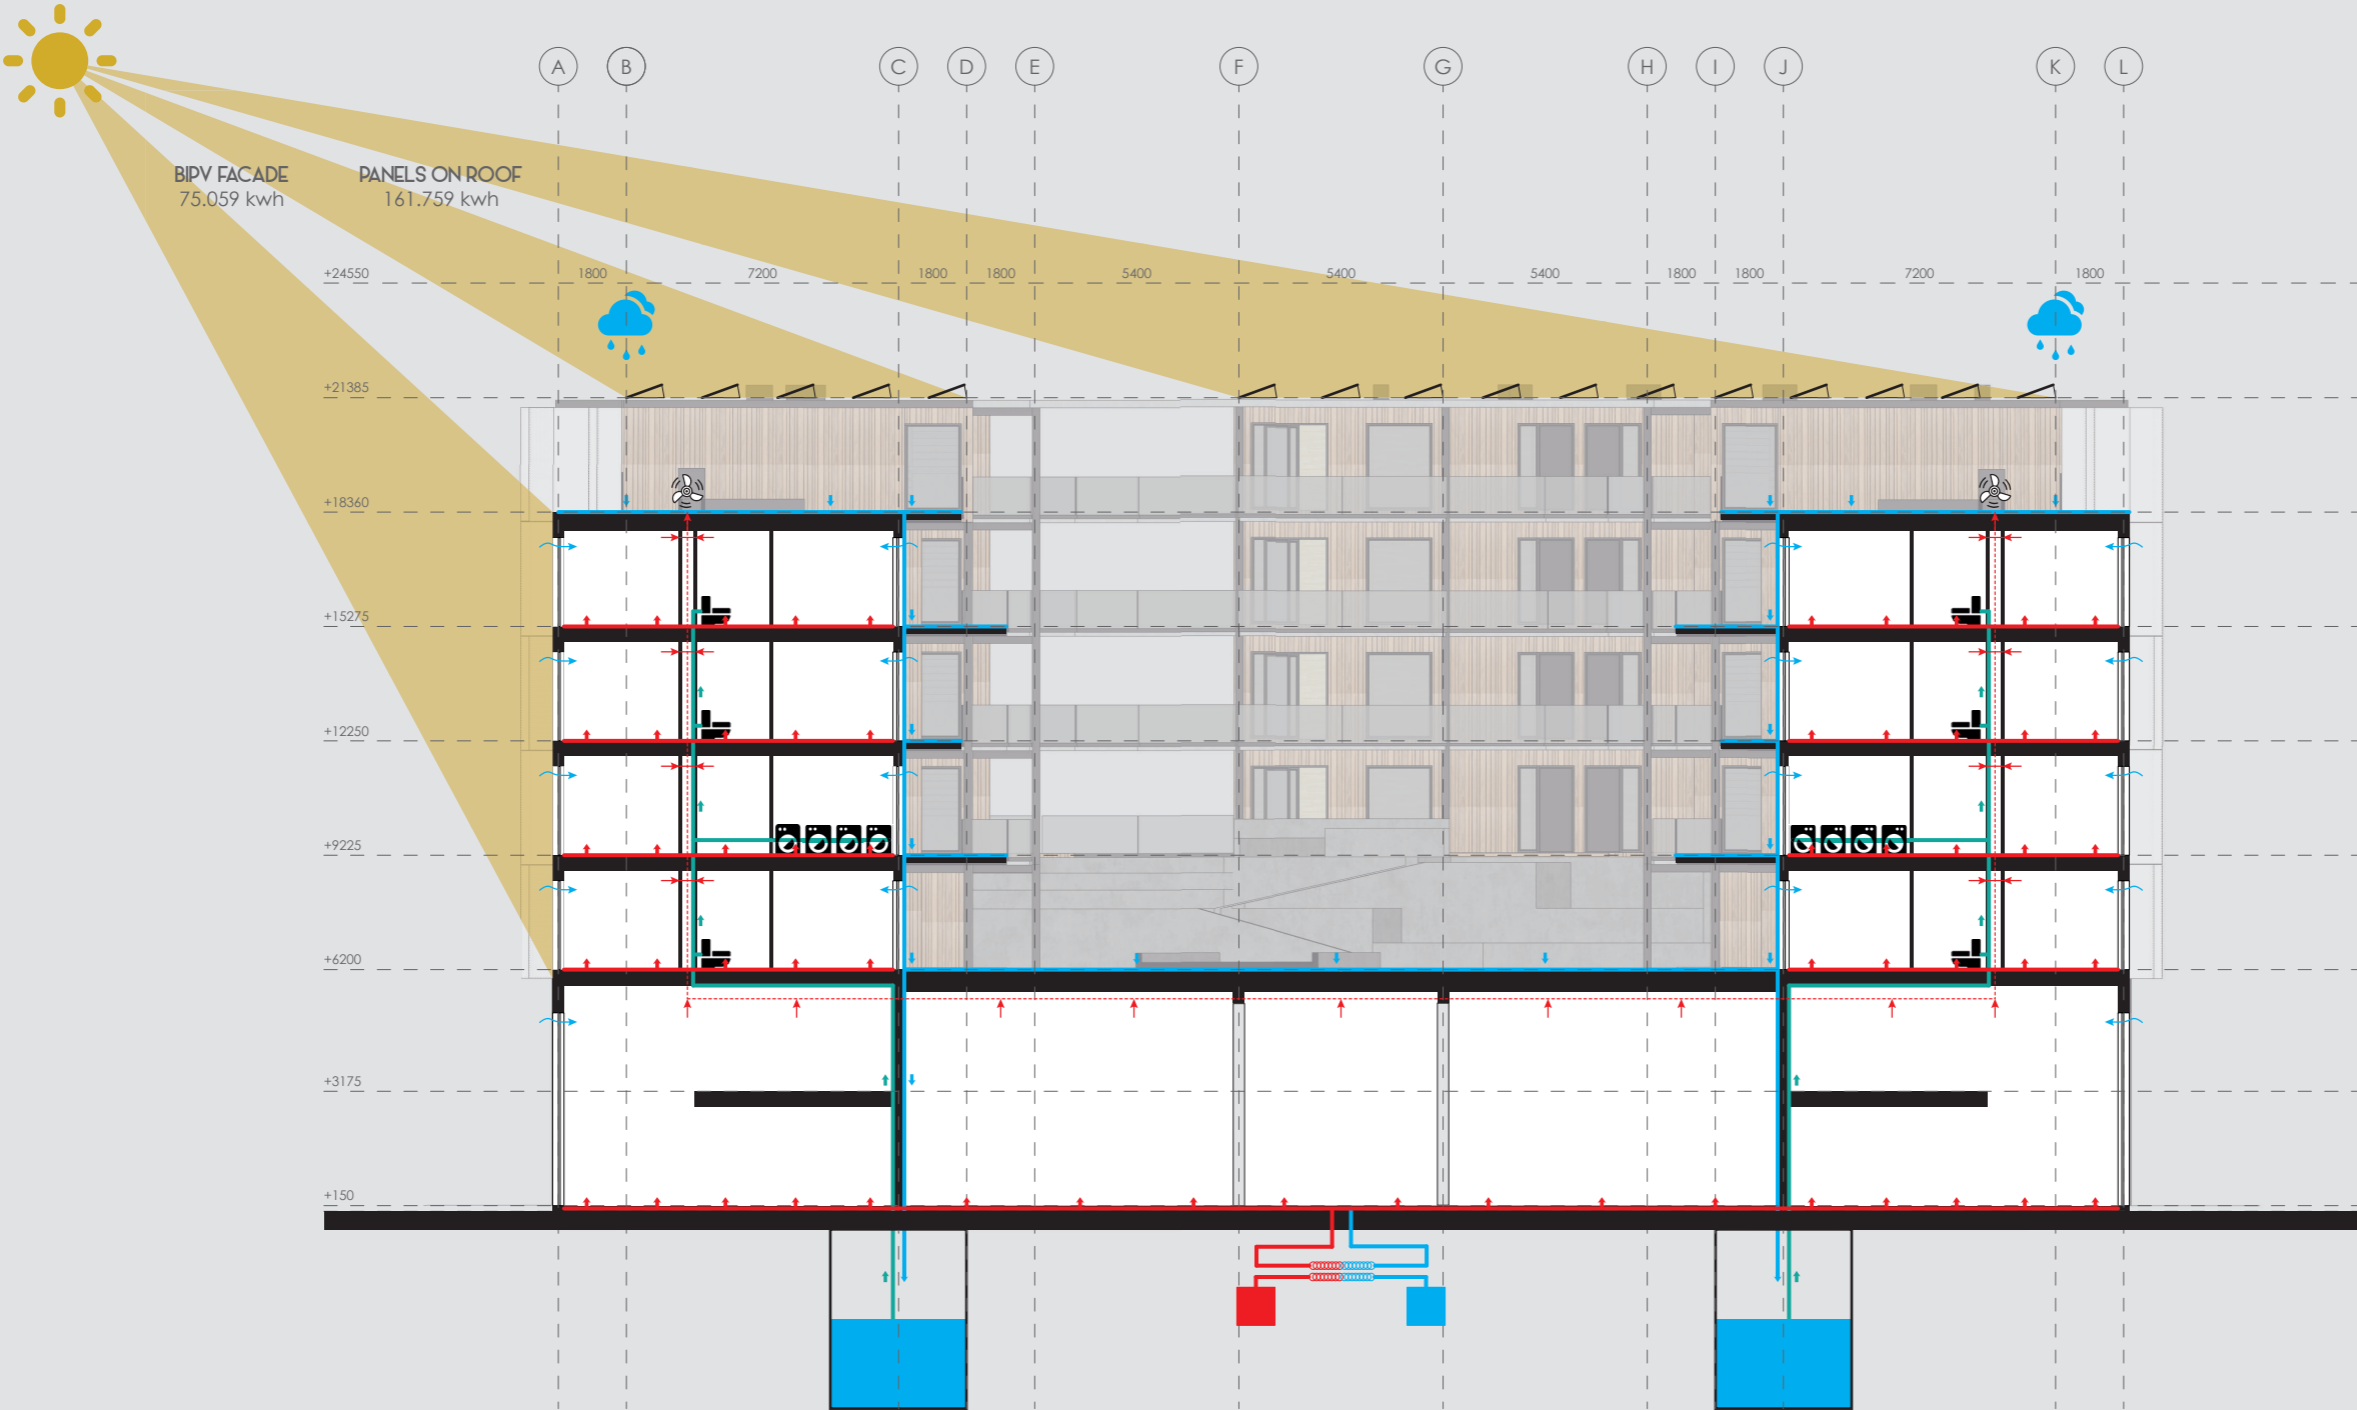 A B C D E F G H I J K L
BIPV FACADE
75.059 kwh
PANELS ON ROOF
161.759 kwh
+24550
1800 7200 1800 1800 5400 5400 5400 1800 1800 7200 1800
+21385
+18360
+15275
+12250
+9225
+6200
+3175
+150